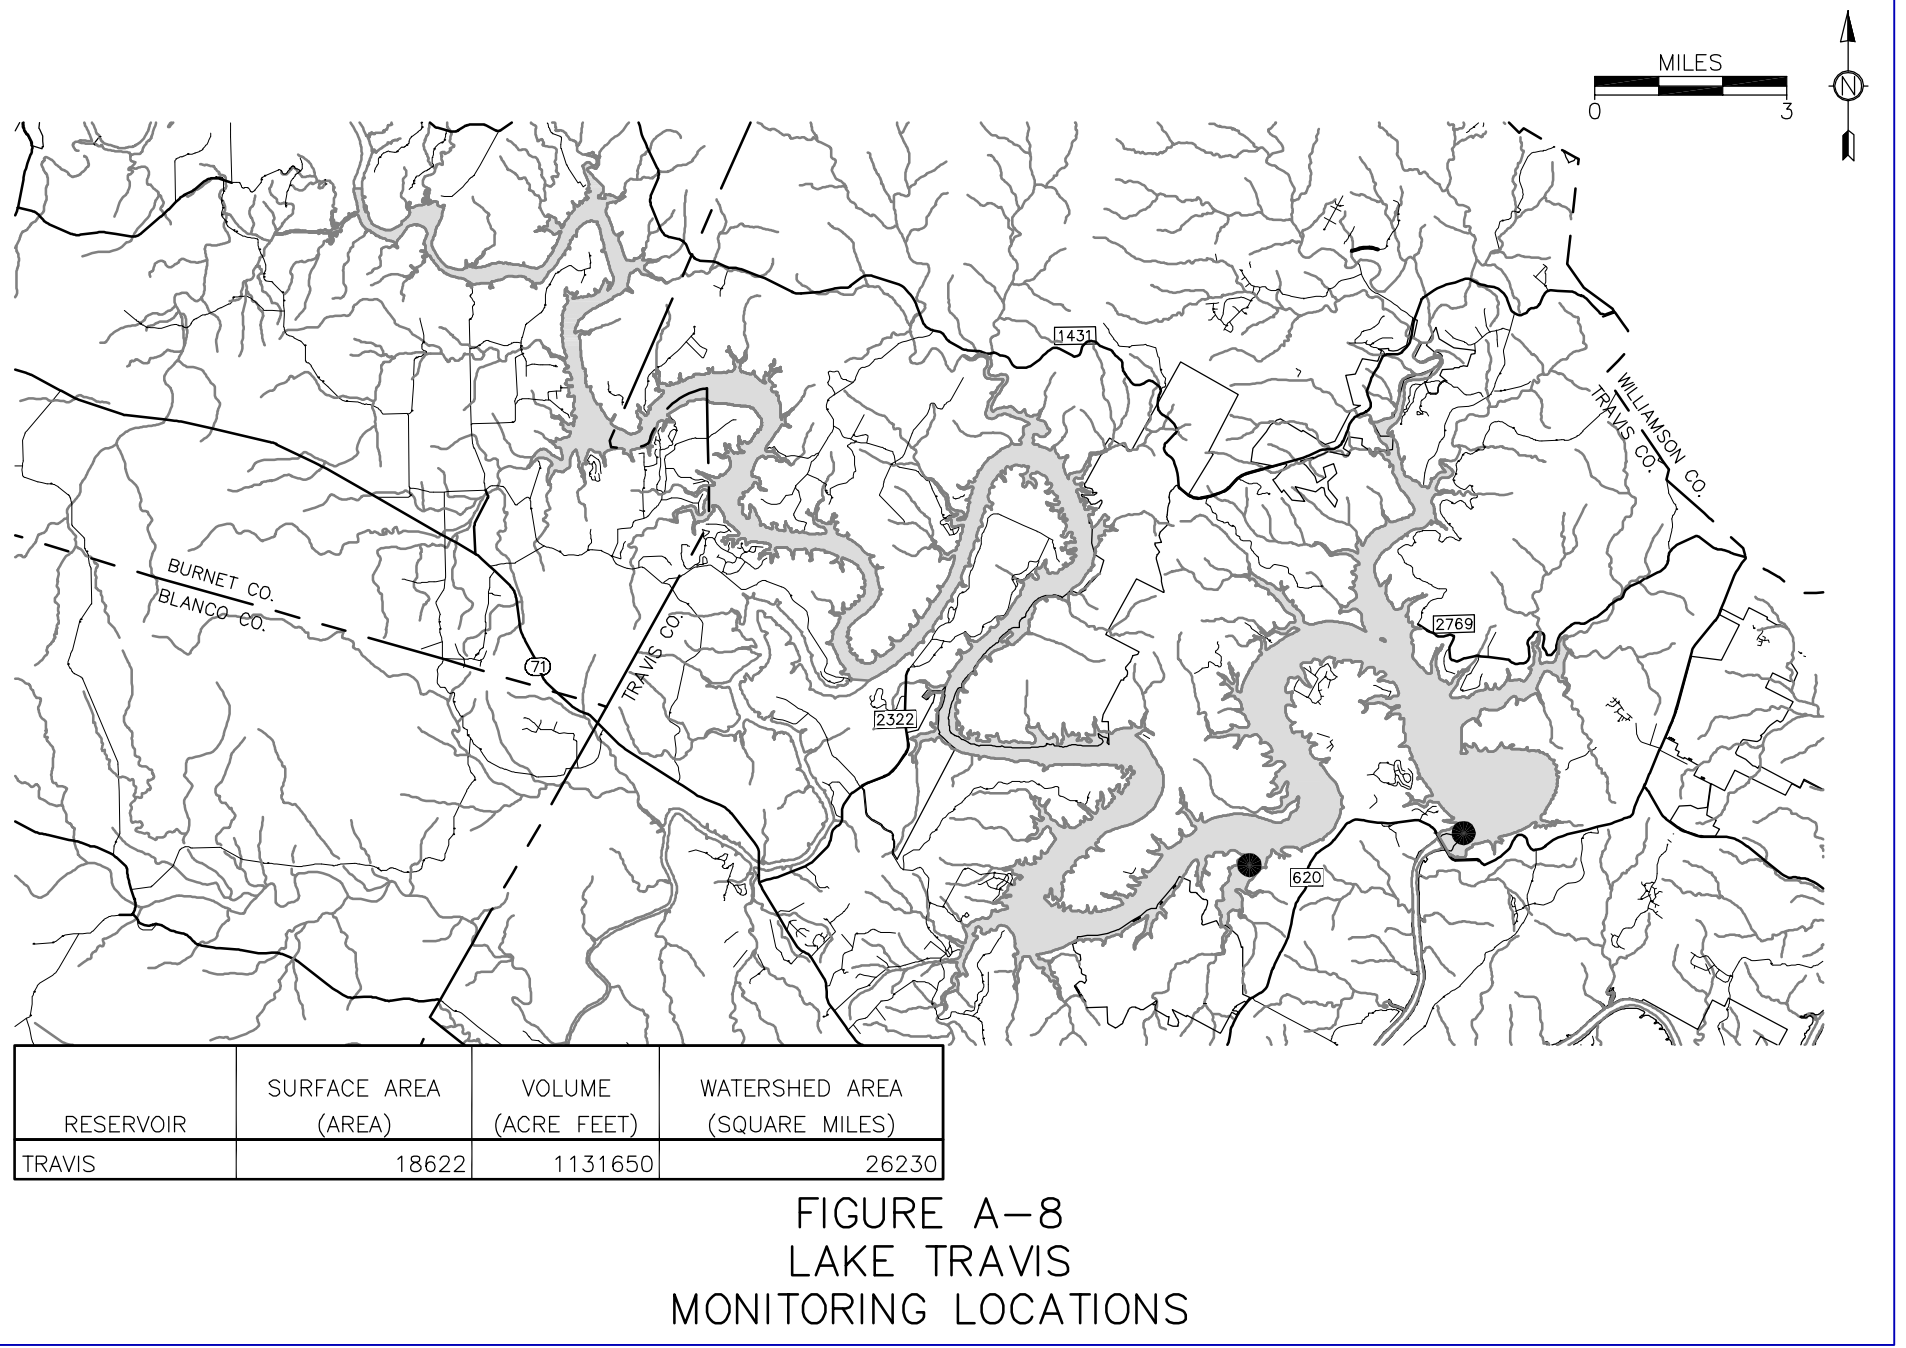 MILES
0 3
N
1431
WILLIAMSON CO.
TRAVIS CO.
BURNET CO.
BLANCO CO.
71
TRAVIS CO.
2769
2322
620
RESERVOIR SURFACE AREA (AREA) VOLUME (ACRE FEET) WATERSHED AREA (SQUARE MILES)
TRAVIS 18622 1131650 26230
FIGURE A-8
LAKE TRAVIS
MONITORING LOCATIONS